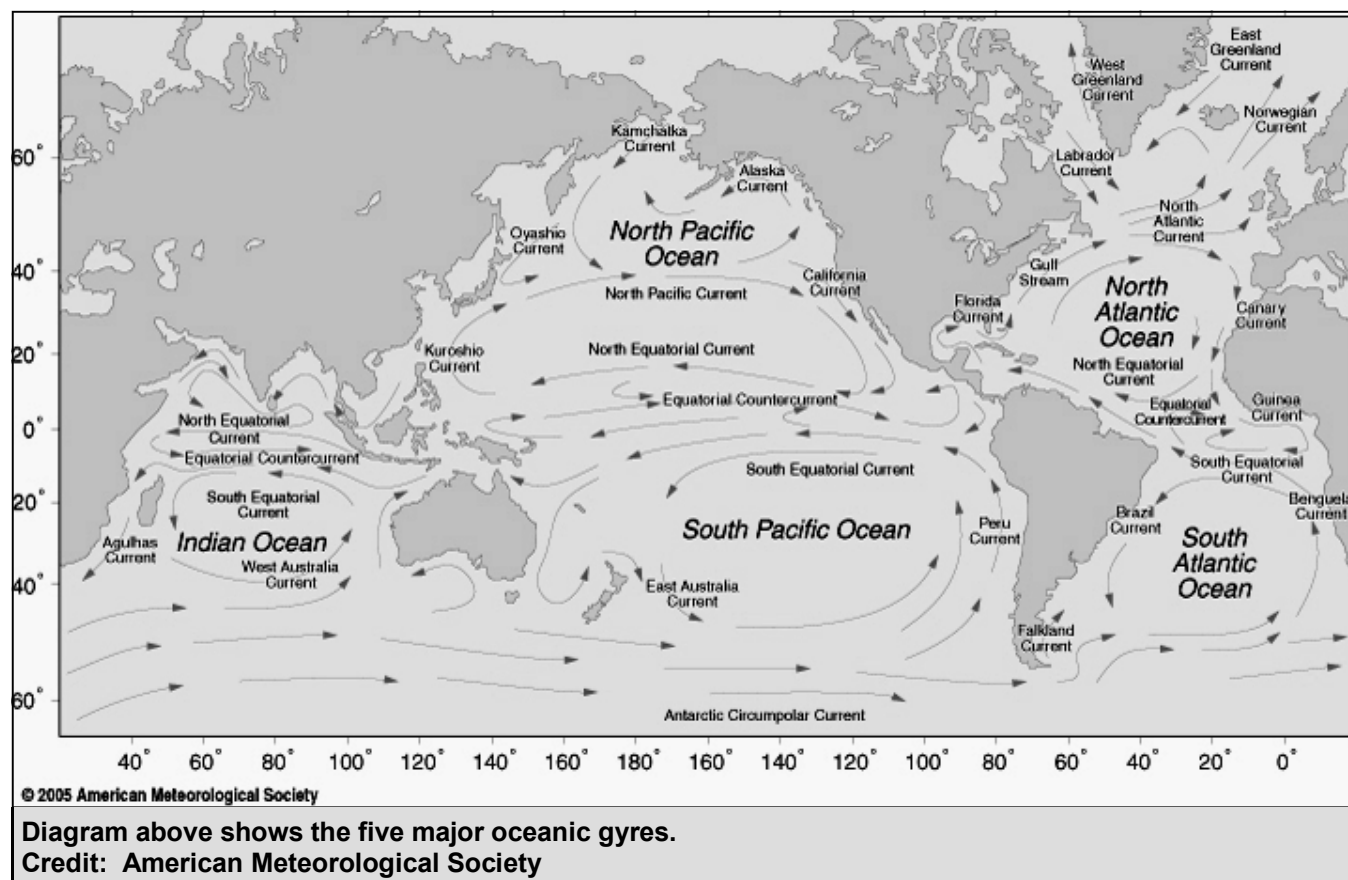 East
Greenland
Current
West
Greenland
Current
Norwegian
Current
Kamchatka
Current
60°
Labrador
Current
Alaska
Current
North
Atlantic
Current
Oyashio
Current
North Pacific
Ocean
40°
Gulf
Stream
California
Current
North Pacific Current
Florida
Current
North
Atlantic
Ocean
Canary
Current
20°
Kuroshio
Current
North Equatorial Current
North Equatorial
Current
Equatorial Countercurrent
Equatorial
Countercurrent
Guinea
Current
0°
North Equatorial
Current
Equatorial Countercurrent
South Equatorial Current
South Equatorial
Current
20°
South Equatorial
Current
Benguela
Current
Agulhas
Current
Indian Ocean
South Pacific Ocean
Peru
Current
Brazil
Current
South
Atlantic
Ocean
West Australia
Current
40°
East Australia
Current
Falkland
Current
60°
Antarctic Circumpolar Current
40° 60° 80° 100° 120° 140° 160° 180° 160° 140° 120° 100° 80° 60° 40° 20° 0°
© 2005 American Meteorological Society
Diagram above shows the five major oceanic gyres.
Credit: American Meteorological Society